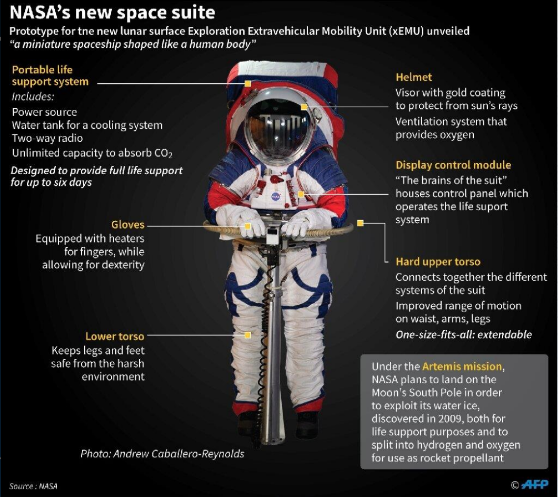 NASA's new space suite
Prototype for tne new lunar surface Exploration Extravehicular Mobility Unit (xEMU) unveiled
"a miniature spaceship shaped like a human body"
Portable life
support system
Includes:
Power source
Water tank for a cooling system
Two-way radio
Unlimited capacity to absorb CO₂
Designed to provide full life support
for up to six days
Gloves
Equipped with heaters
for fingers, while
allowing for dexterity
Lower torso
Keeps legs and feet
safe from the harsh
environment
Helmet
Visor with gold coating
to protect from sun's rays
Ventilation system that
provides oxygen
Display control module
"The brains of the suit"
houses control panel which
operates the life suport
system
Hard upper torso
Connects together the different
systems of the suit
Improved range of motion
on waist, arms, legs
One-size-fits-all: extendable
Under the Artemis mission,
NASA plans to land on the
Moon's South Pole in order
to exploit its water ice,
discovered in 2009, both for
life support purposes and to
split into hydrogen and oxygen
for use as rocket propellant
Photo: Andrew Caballero-Reynolds
Source : NASA
© AFP